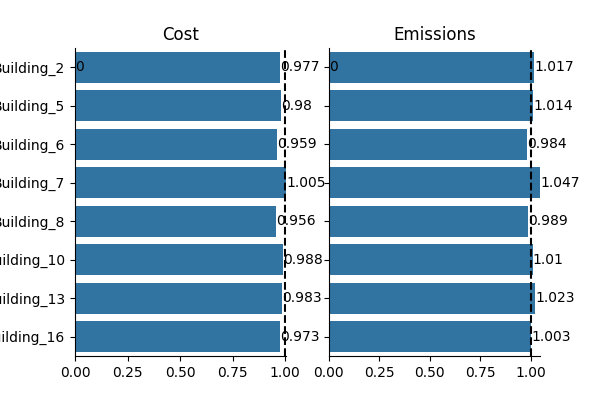 Cost Emissions
Building_2 0 0.977 0 1.017
Building_5 0.98 1.014
Building_6 0.959 0.984
Building_7 1.005 1.047
Building_8 0.956 0.989
uilding_10 0.988 1.01
uilding_13 0.983 1.023
uilding_16 0.973 1.003
0.00 0.25 0.50 0.75 1.00 0.00 0.25 0.50 0.75 1.00